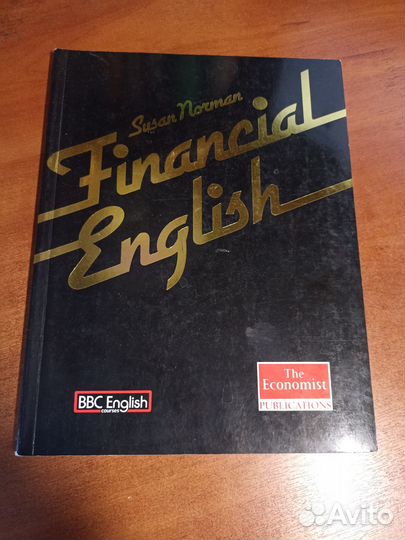 Susan Norman
Financial
English
BBC English
courses
The
Economist
PUBLICATIONS
Avito